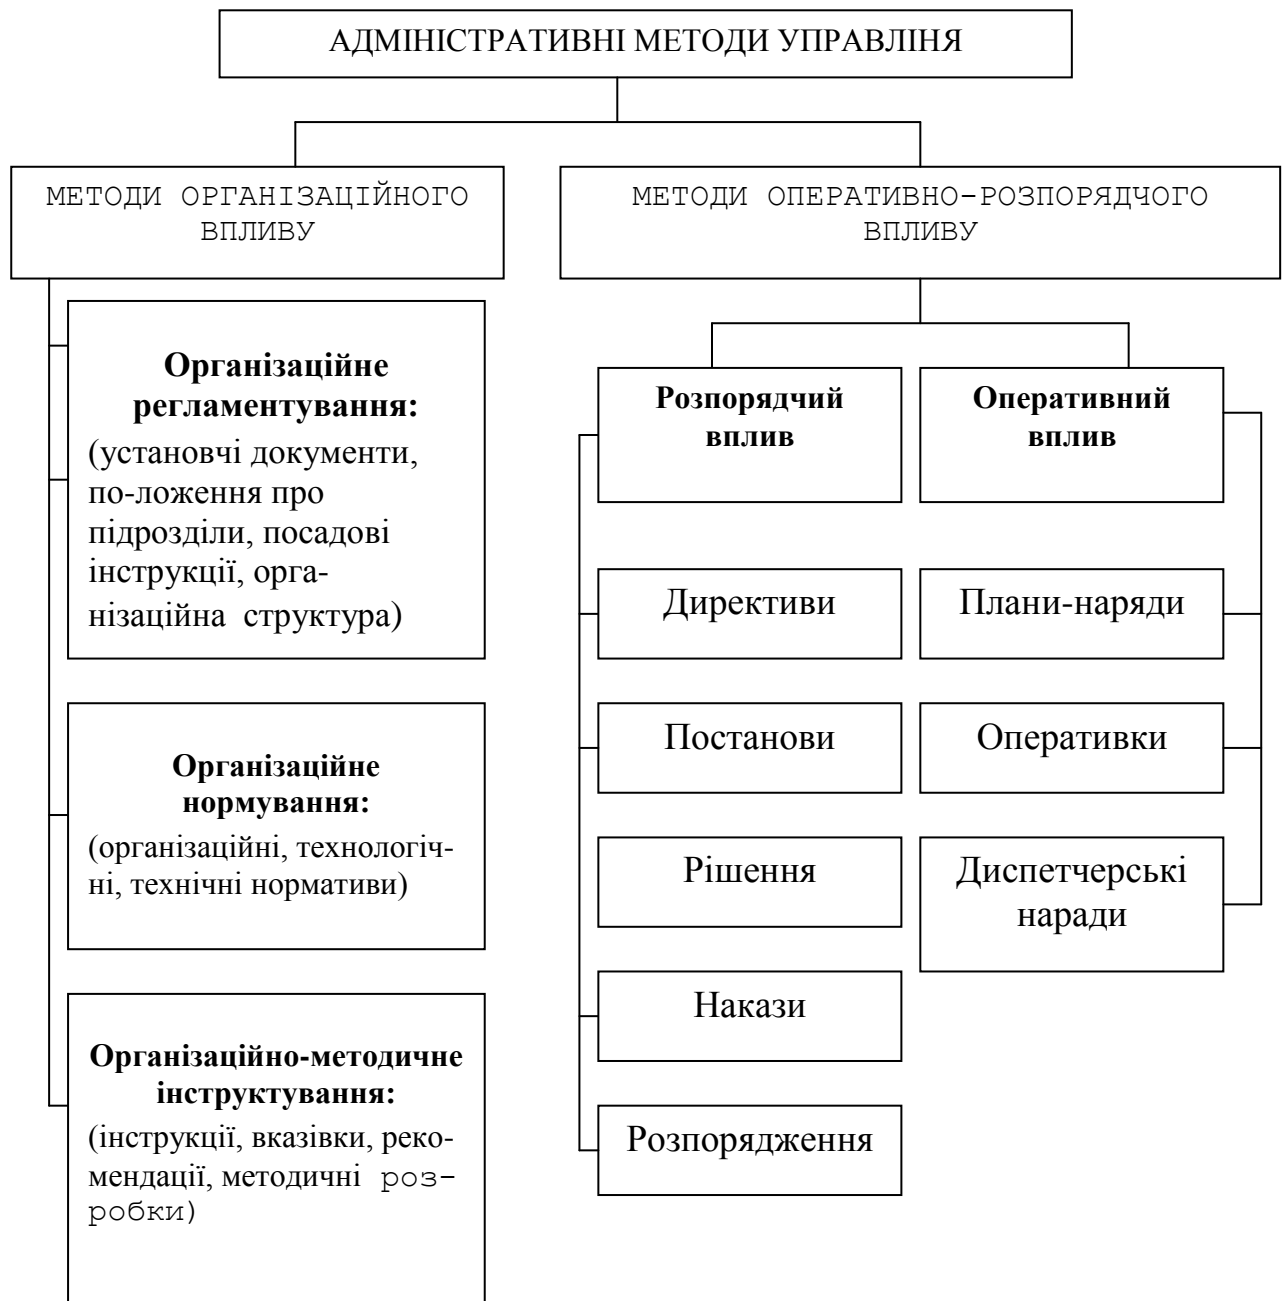 АДМІНІСТРАТИВНІ МЕТОДИ УПРАВЛІНЯ
МЕТОДИ ОРГАНІЗАЦІЙНОГО
ВПЛИВУ
МЕТОДИ ОПЕРАТИВНО-РОЗПОРЯДЧОГО
ВПЛИВУ
Організаційне
регламентування:
(установчі документи,
по-ложення про
підрозділи, посадові
інструкції, орга-
нізаційна структура)
Організаційне
нормування:
(організаційні, технологіч-
ні, технічні нормативи)
Організаційно-методичне
інструктування:
(інструкції, вказівки, реко-
мендації, методичні роз-
робки)
Розпорядчий
вплив
Директиви
Постанови
Рішення
Накази
Розпорядження
Оперативний
вплив
Плани-наряди
Оперативки
Диспетчерські
наради